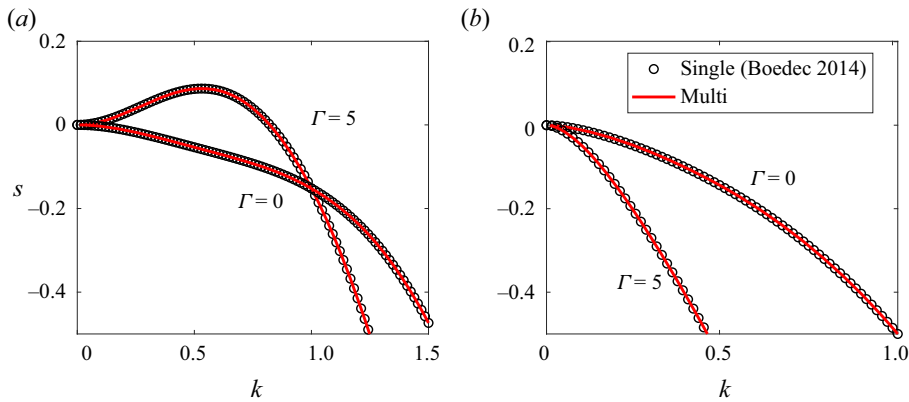 (a)
0.2
0
−0.2
−0.4
s
Γ = 5
Γ = 0
0
0.5
1.0
1.5
k
(b)
0.2
0
−0.2
−0.4
Single (Boedec 2014)
Multi
Γ = 0
Γ = 5
0
0.5
1.0
k